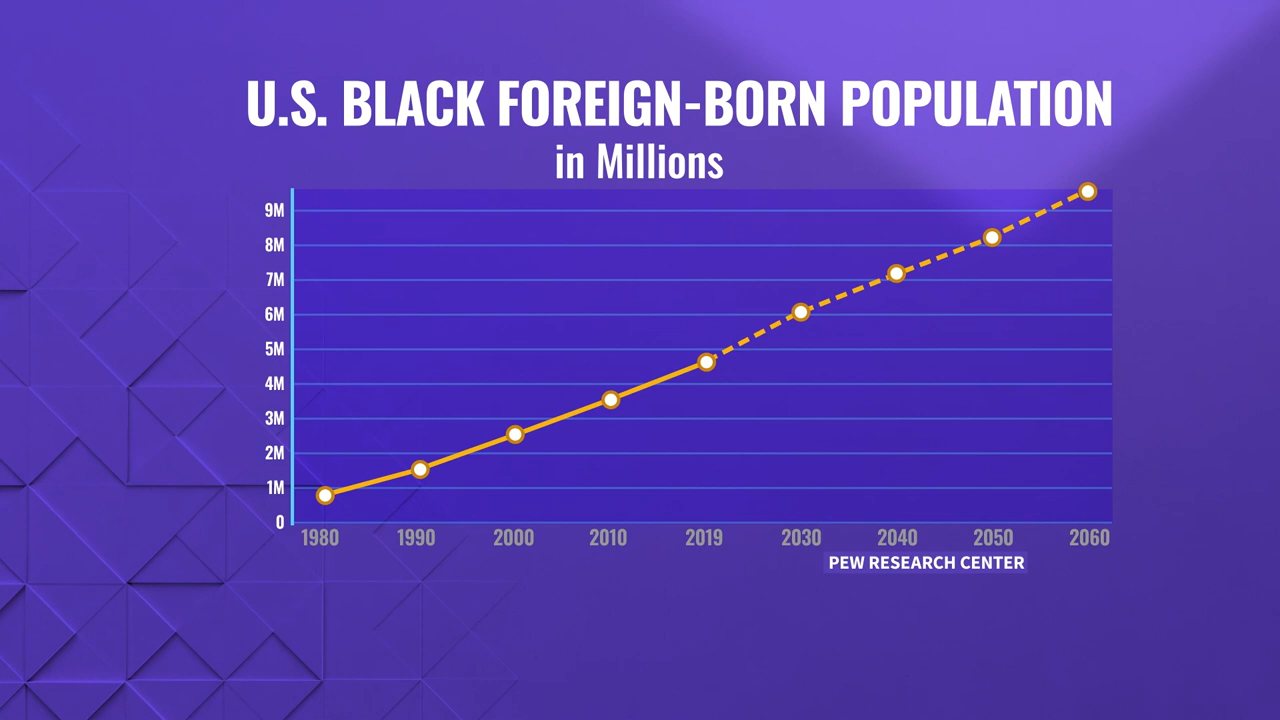 U.S. BLACK FOREIGN-BORN POPULATION
in Millions
9M
8M
7M
6M
5M
4M
3M
2M
1M
0
1980 1990 2000 2010 2019 2030 2040 2050 2060
PEW RESEARCH CENTER